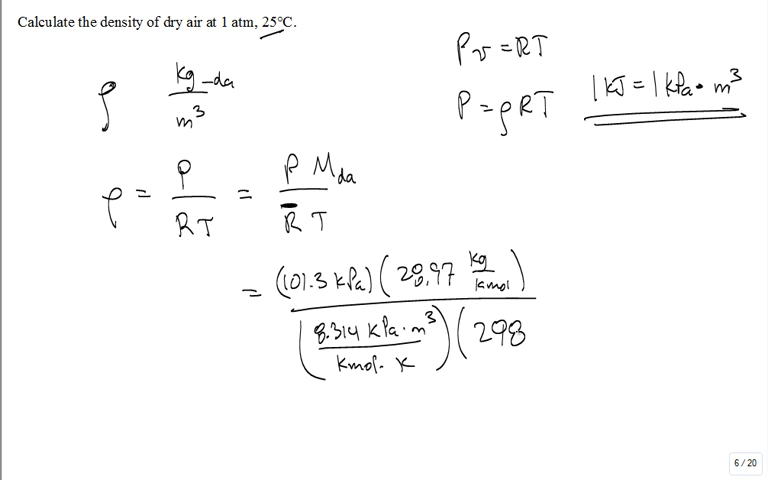 Calculate the density of dry air at 1 atm, 25°C.
Pv = RT
P = ρRT
1 kJ = 1 kPa · m³
ρ kg-da / m³
ρ = P / RT = P M_da / R̄ T
= (101.3 kPa) (28.97 kg / kmol) / (8.314 kPa·m³ / kmol·K) (298
6 / 20